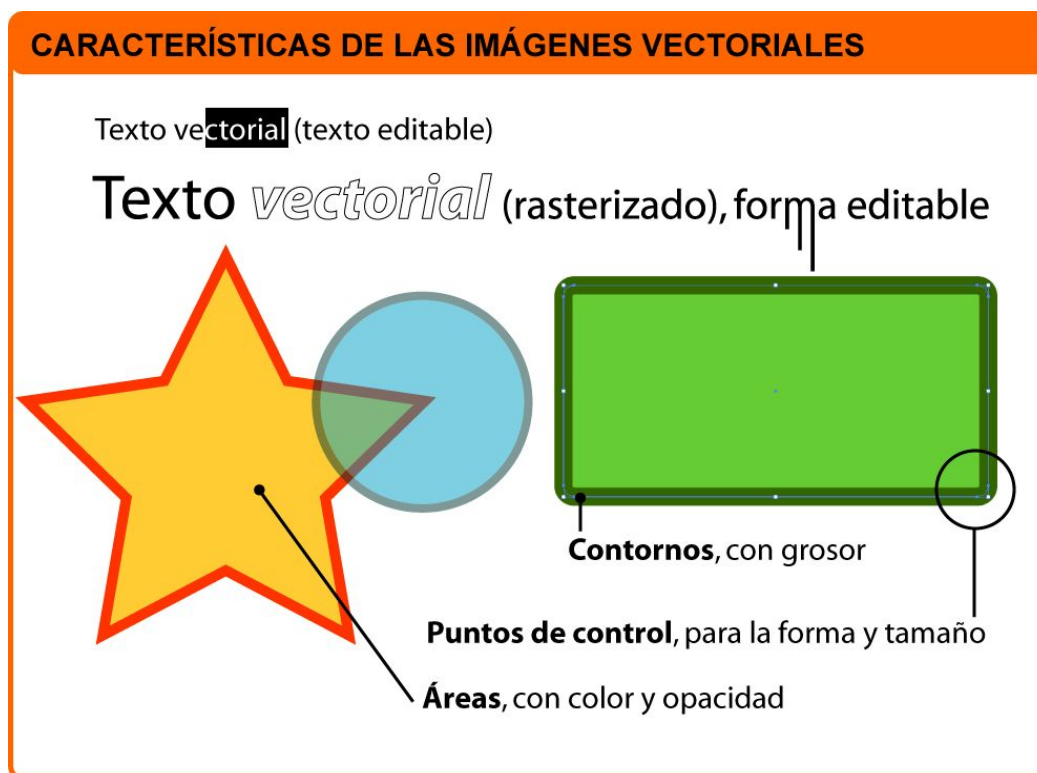 CARACTERÍSTICAS DE LAS IMÁGENES VECTORIALES
Texto vectorial (texto editable)
Texto vectorial (rasterizado), forma editable
Contornos, con grosor
Puntos de control, para la forma y tamaño
Áreas, con color y opacidad